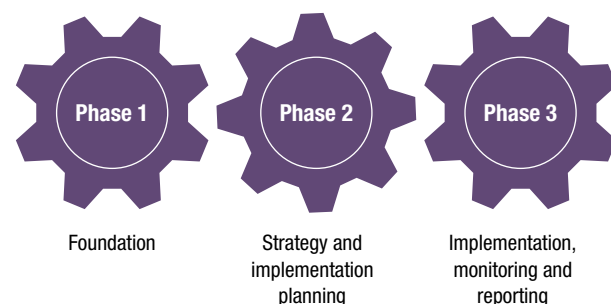 Phase 1
Phase 2
Phase 3
Foundation
Strategy and
implementation
planning
Implementation,
monitoring and
reporting